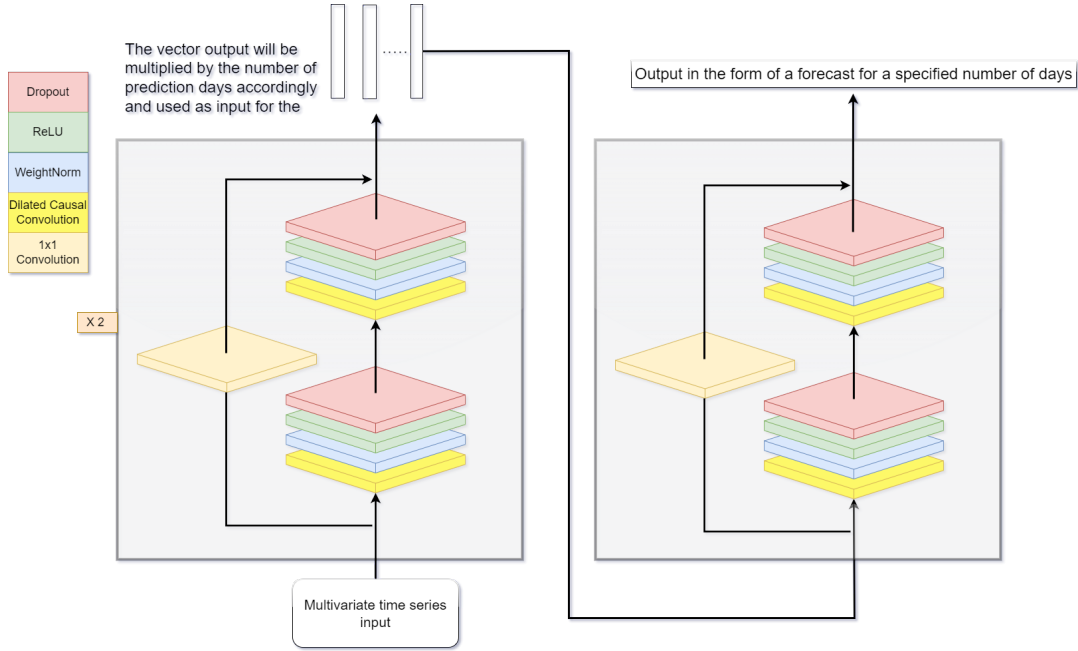 The vector output will be
multiplied by the number of
prediction days accordingly
and used as input for the
.....
Output in the form of a forecast for a specified number of days
Dropout
ReLU
WeightNorm
Dilated Causal
Convolution
1x1
Convolution
X 2
Multivariate time series
input